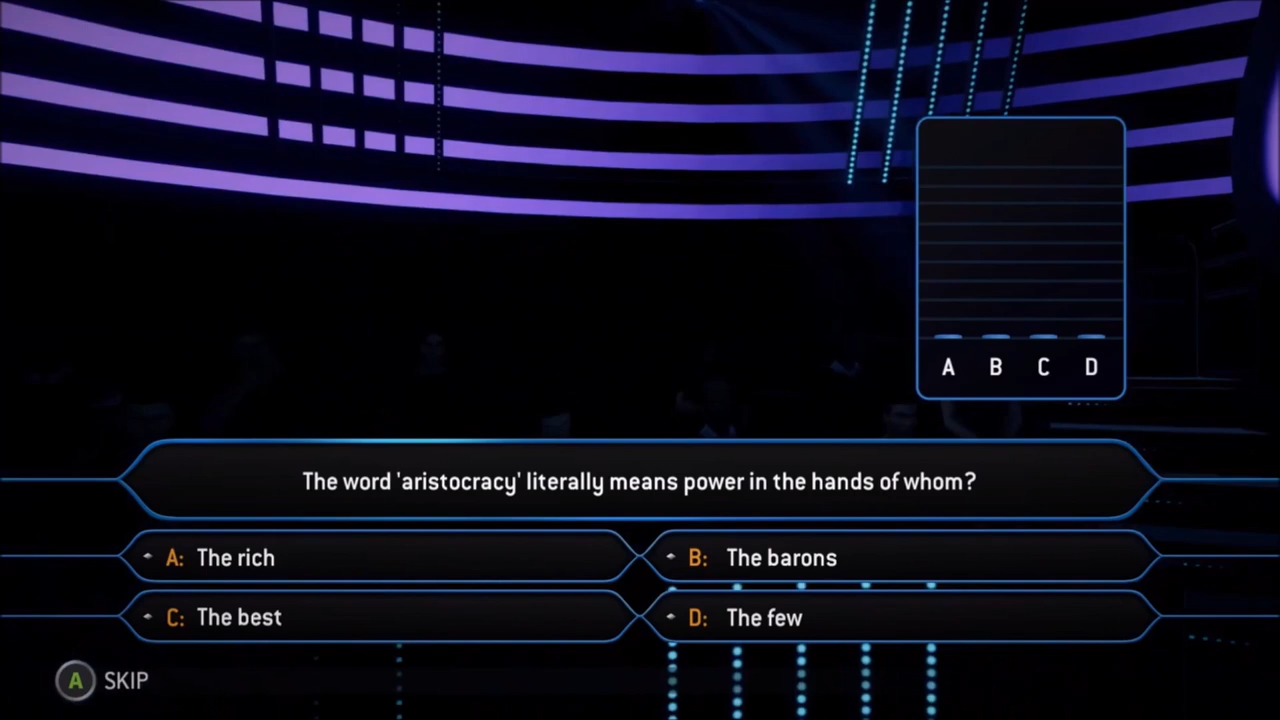 A B C D
The word 'aristocracy' literally means power in the hands of whom?
A: The rich
B: The barons
C: The best
D: The few
A SKIP